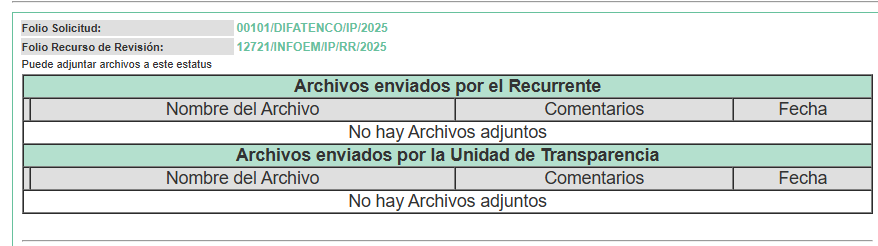 Folio Solicitud: 00101/DIFATENCO/IP/2025
Folio Recurso de Revisión: 12721/INFOEM/IP/RR/2025
Puede adjuntar archivos a este estatus
Archivos enviados por el Recurrente
Nombre del Archivo Comentarios Fecha
No hay Archivos adjuntos
Archivos enviados por la Unidad de Transparencia
Nombre del Archivo Comentarios Fecha
No hay Archivos adjuntos